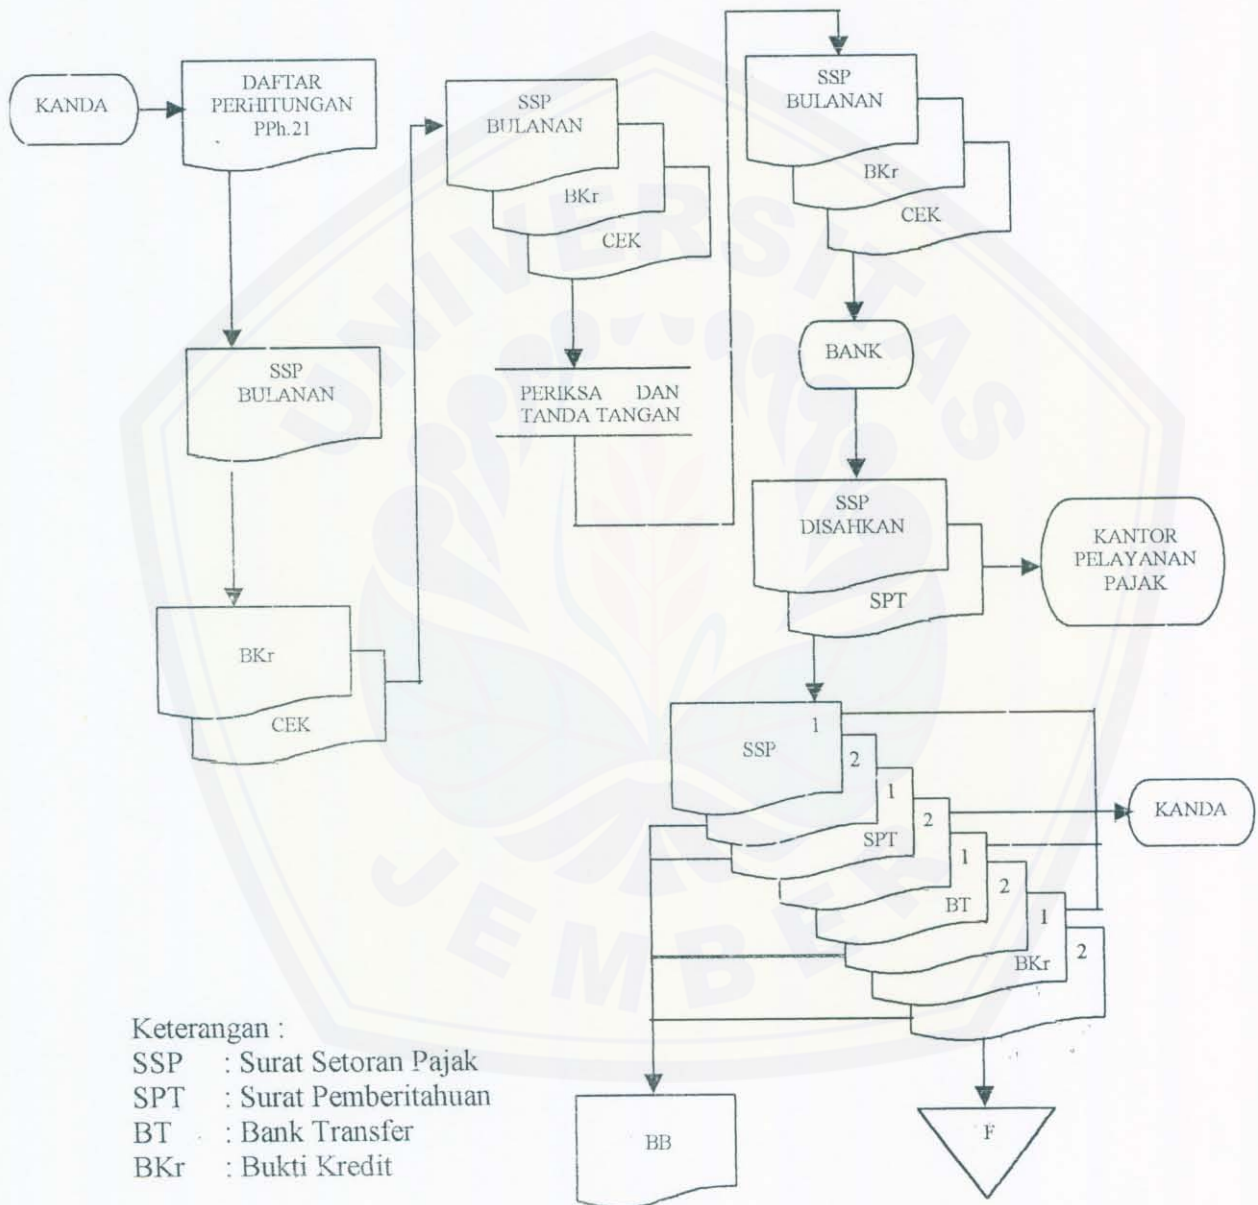 KANDA
DAFTAR
PERHITUNGAN
PPh.21
SSP
BULANAN
BKr
CEK
SSP
BULANAN
BKr
CEK
PERIKSA DAN
TANDA TANGAN
SSP
BULANAN
BKr
CEK
BANK
SSP
DISAHKAN
SPT
KANTOR
PELAYANAN
PAJAK
SSP
1
2
SPT
1
2
BT
1
2
BKr
1
2
KANDA
BB
F
Keterangan :
SSP : Surat Setoran Pajak
SPT : Surat Pemberitahuan
BT : Bank Transfer
BKr : Bukti Kredit
UNIVERSITAS
JEMBER